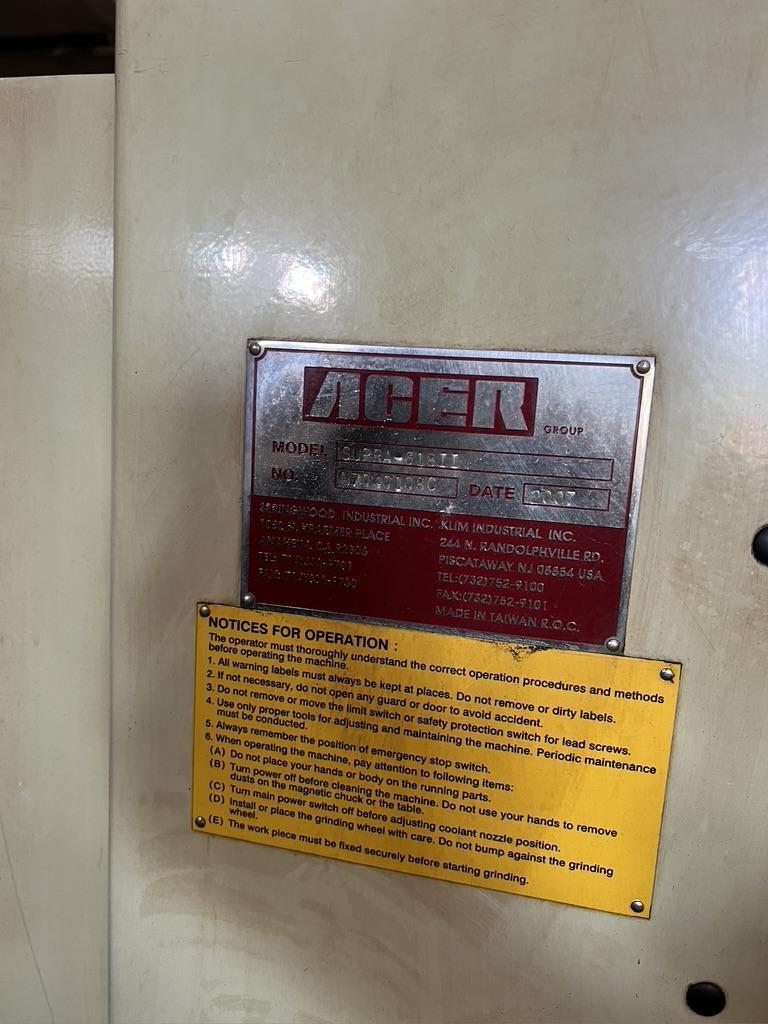 ACER
GROUP
MODEL SUPRA-618II
NO. DATE 2007
SPRINGWOOD INDUSTRIAL INC.
1062 N. KRAEMER PLACE
ANAHEIM, CA 92806
KLIM INDUSTRIAL INC.
244 N. RANDOLPHVILLE RD.
PISCATAWAY, NJ 08854 USA
TEL:(732)752-9100
FAX:(732)752-9101
MADE IN TAIWAN R.O.C.
NOTICES FOR OPERATION :
The operator must thoroughly understand the correct operation procedures and methods
before operating the machine.
1. All warning labels must always be kept at places. Do not remove or dirty labels.
2. If not necessary, do not open any guard or door to avoid accident.
3. Do not remove or move the limit switch or safety protection switch for lead screws.
4. Use only proper tools for adjusting and maintaining the machine. Periodic maintenance
must be conducted.
5. Always remember the position of emergency stop switch.
6. When operating the machine, pay attention to following items:
(A) Do not place your hands or body on the running parts.
(B) Turn power off before cleaning the machine. Do not use your hands to remove
dusts on the magnetic chuck or the table.
(C) Turn main power switch off before adjusting coolant nozzle position.
(D) Install or place the grinding wheel with care. Do not bump against the grinding
wheel.
(E) The work piece must be fixed securely before starting grinding.